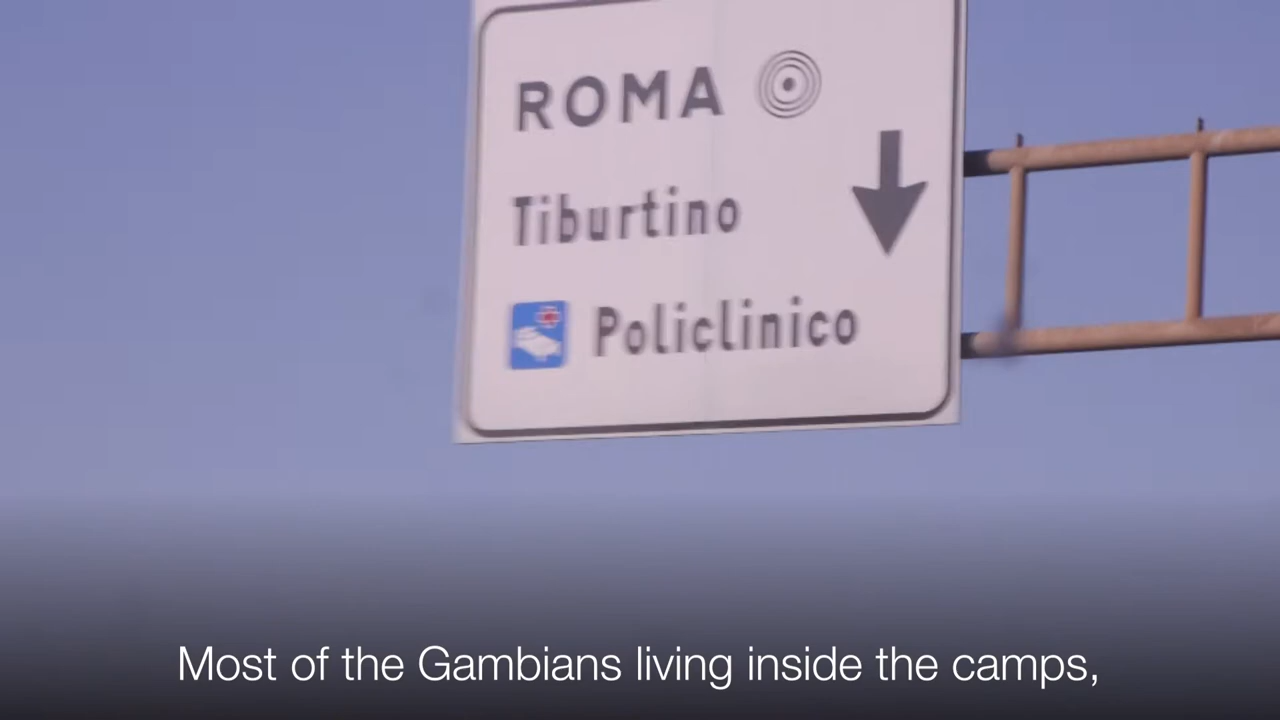 ROMA
Tiburtino
Policlinico
Most of the Gambians living inside the camps,